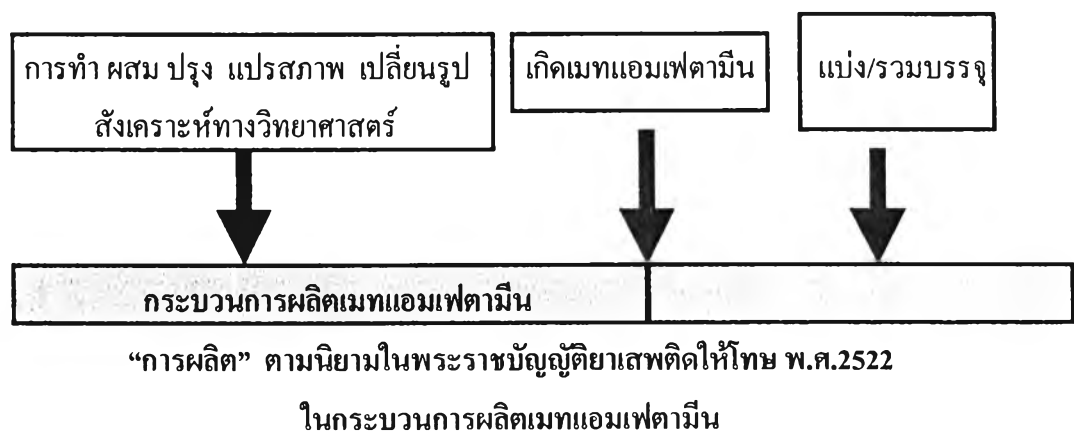 การทำ ผสม ปรุง แปรสภาพ เปลี่ยนรูป
สังเคราะห์ทางวิทยาศาสตร์
เกิดเมทแอมเฟตามีน
แบ่ง/รวมบรรจุ
กระบวนการผลิตเมทแอมเฟตามีน
“การผลิต” ตามนิยามในพระราชบัญญัติยาเสพติดให้โทษ พ.ศ.2522
ในกระบวนการผลิตเมทแอมเฟตามีน